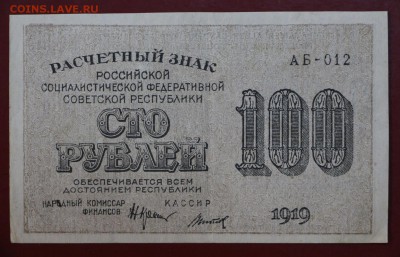 COINS.LAVE.RU
РАСЧЕТНЫЙ ЗНАК
РОССИЙСКОЙ
СОЦИАЛИСТИЧЕСКОЙ ФЕДЕРАТИВНОЙ
СОВЕТСКОЙ РЕСПУБЛИКИ
АБ-012
СТО
РУБЛЕЙ
100
ОБЕСПЕЧИВАЕТСЯ ВСЕМ
ДОСТОЯНИЕМ РЕСПУБЛИКИ
НАРОДНЫЙ КОМИССАР
ФИНАНСОВ
КАССИР
1919